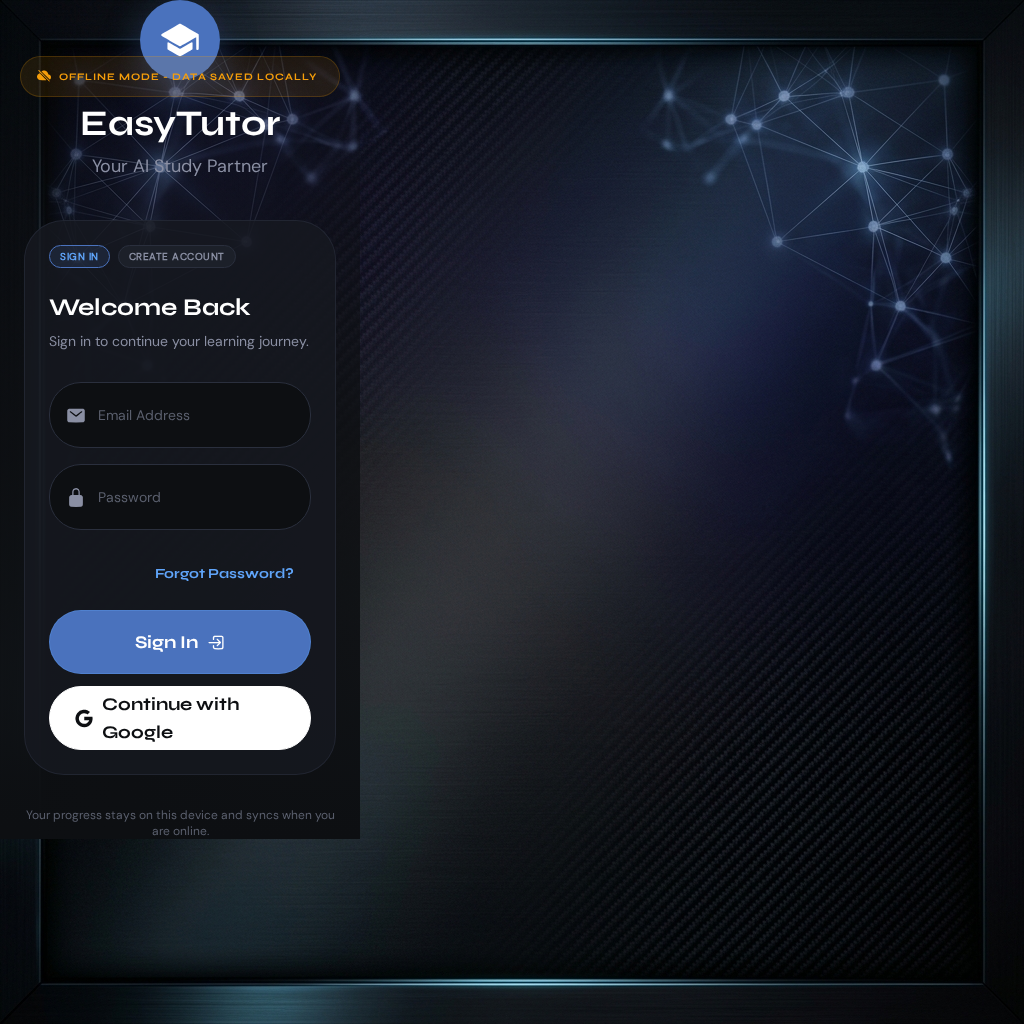 OFFLINE MODE - DATA SAVED LOCALLY
EasyTutor
Your AI Study Partner
SIGN IN
CREATE ACCOUNT
Welcome Back
Sign in to continue your learning journey.
Email Address
Password
Forgot Password?
Sign In
Continue with
Google
Your progress stays on this device and syncs when you
are online.